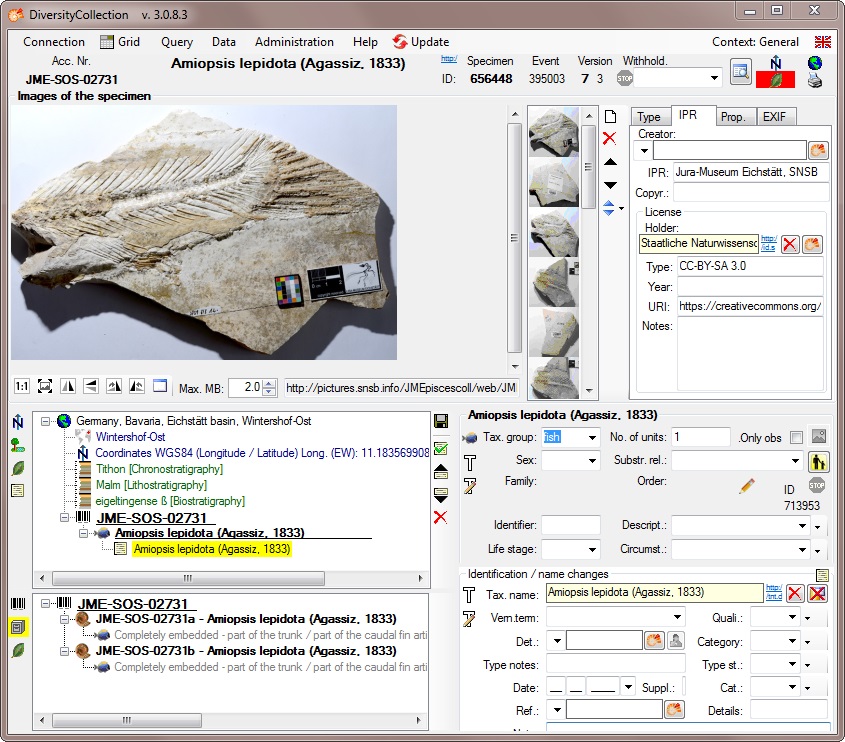 DiversityCollection v. 3.0.8.3
Connection Grid Query Data Administration Help Update Context: General
Acc. Nr. Amiopsis lepidota (Agassiz, 1833) http:/ Specimen Event Version Withhold.
JME-SOS-02731 ID: 656448 395003 7 3 STOP
Images of the specimen
Type IPR Prop. EXIF
Creator:
IPR: Jura-Museum Eichstätt, SNSB
Copyr.:
License
Holder:
Staatliche Naturwissensc http:/ id.s
Type: CC-BY-SA 3.0
Year:
URI: https://creativecommons.org/
Notes:
1:1 Max. MB: 2.0 http://pictures.snsb.info/JMEpiscescoll/web/JM
Germany, Bavaria, Eichstätt basin, Wintershof-Ost
Wintershof-Ost
Coordinates WGS84 (Longitude / Latitude) Long. (EW): 11.183569908
Tithon [Chronostratigraphy]
Malm [Lithostratigraphy]
eigeltingense ß [Biostratigraphy]
JME-SOS-02731
Amiopsis lepidota (Agassiz, 1833)
Amiopsis lepidota (Agassiz, 1833)
JME-SOS-02731
JME-SOS-02731a - Amiopsis lepidota (Agassiz, 1833)
Completely embedded - part of the trunk / part of the caudal fin arti
JME-SOS-02731b - Amiopsis lepidota (Agassiz, 1833)
Completely embedded - part of the trunk / part of the caudal fin arti
Amiopsis lepidota (Agassiz, 1833)
Tax. group: fish No. of units: 1 Only obs
Sex: Substr. rel.:
Family: Order: ID STOP
713953
Identifier: Descript.:
Life stage: Circumst.:
Identification / name changes
Tax. name: Amiopsis lepidota (Agassiz, 1833) http:/ tnt.d
Vern.term: Quali.:
Det.: Category:
Type notes: Type st.:
Date: Suppl.: Cat.:
Ref.: Details: